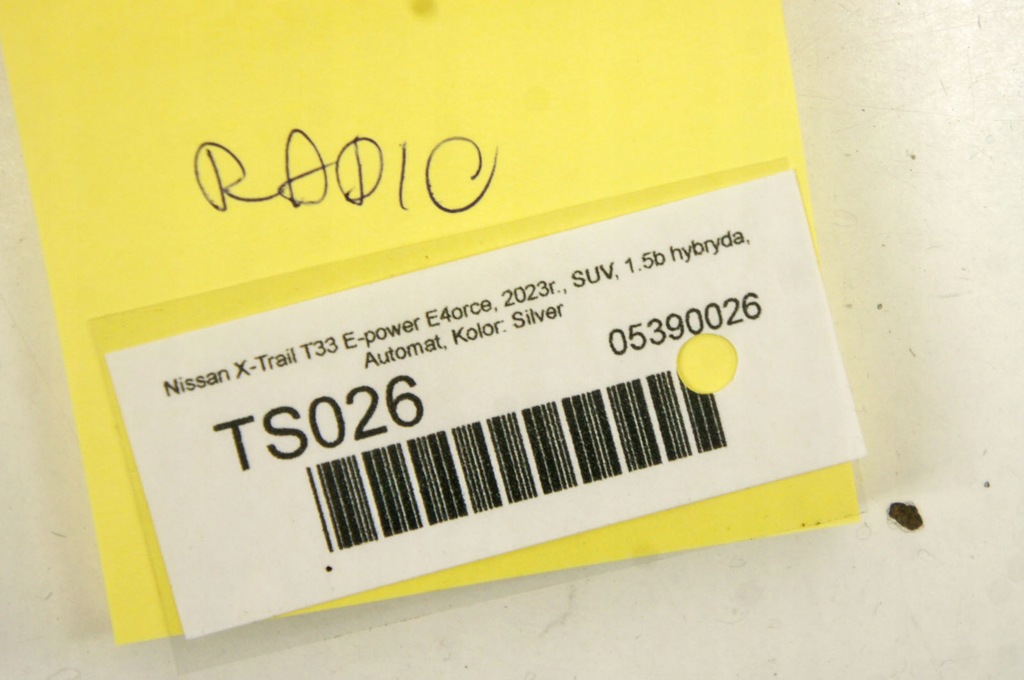 RADIO
Nissan X-Trail T33 E-power E4orce, 2023r., SUV, 1.5b hybryda,
Automat, Kolor: Silver
05390026
TS026